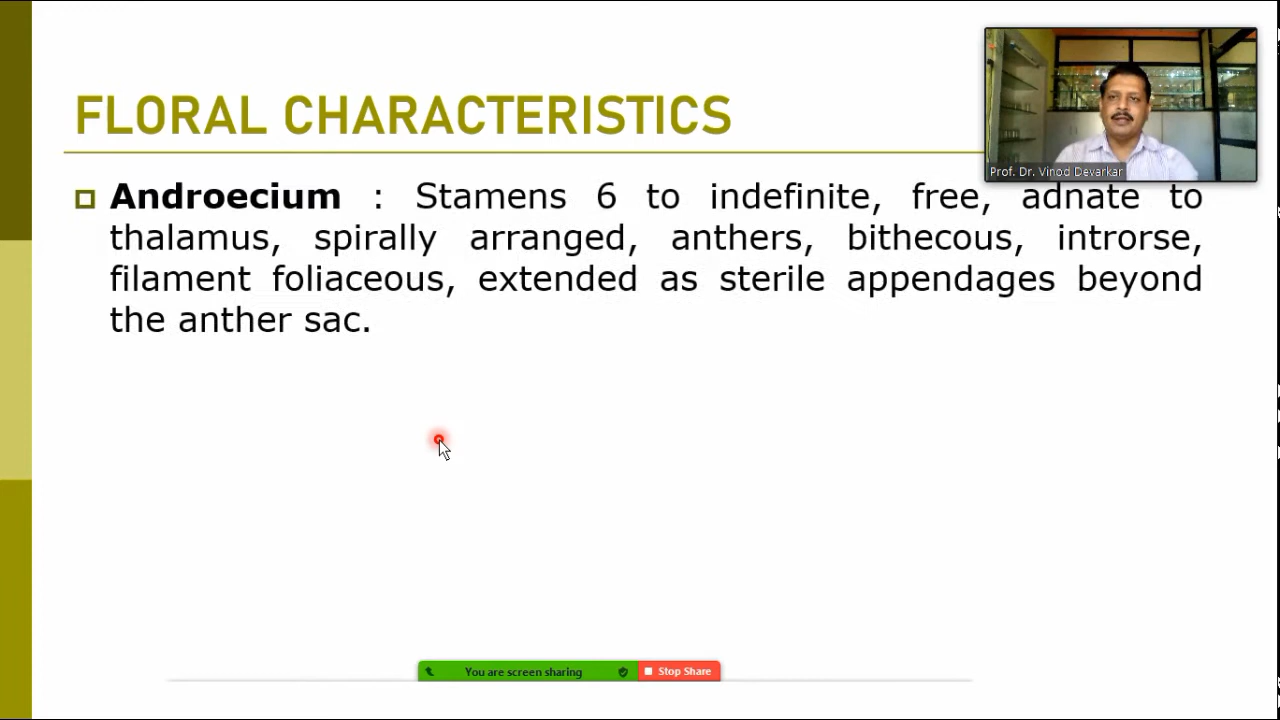 FLORAL CHARACTERISTICS
Prof. Dr. Vinod Devarkar
Androecium : Stamens 6 to indefinite, free, adnate to
thalamus, spirally arranged, anthers, bithecous, introrse,
filament foliaceous, extended as sterile appendages beyond
the anther sac.
You are screen sharing
Stop Share